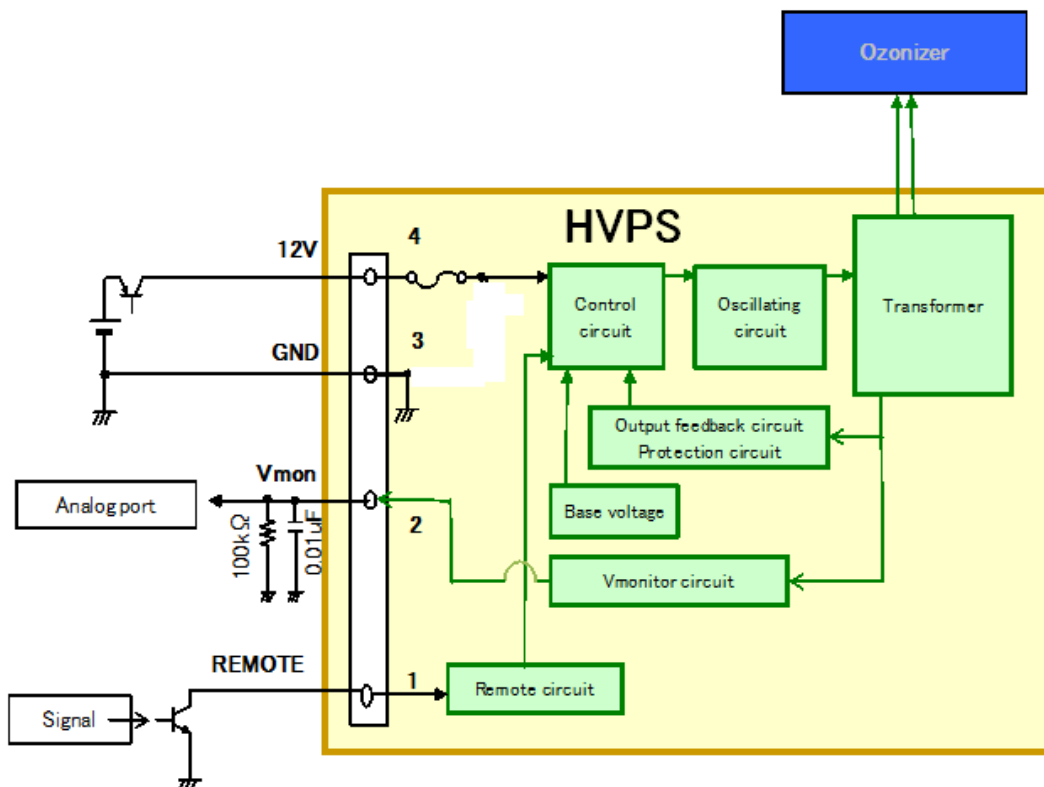 Ozonizer
HVPS
12V
4
Control
circuit
Oscillating
circuit
Transformer
GND
3
Output feedback circuit
Protection circuit
Vmon
Analog port
2
Base voltage
100kΩ
0.01uF
Vmonitor circuit
REMOTE
1
Remote circuit
Signal